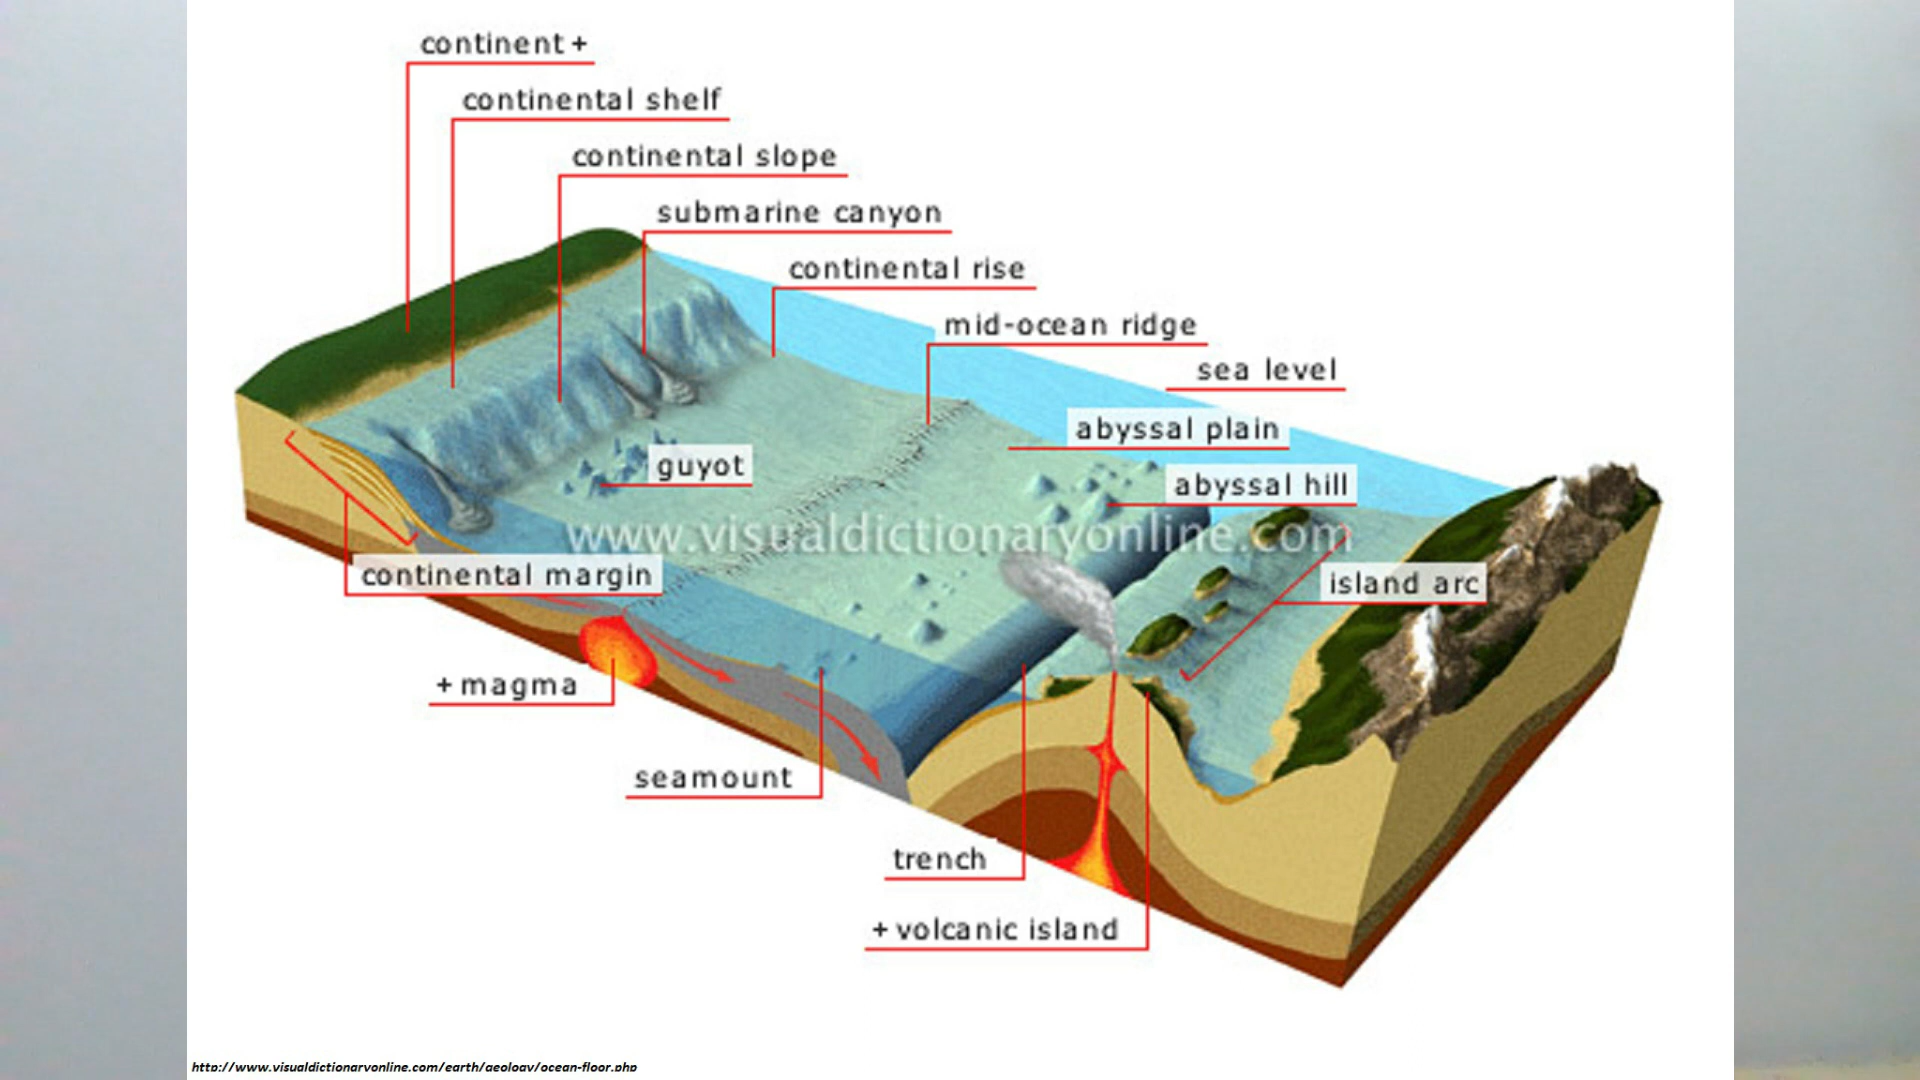 continent +
continental shelf
continental slope
submarine canyon
continental rise
mid-ocean ridge
sea level
abyssal plain
guyot
abyssal hill
www.visualdictionaryonline.com
continental margin
island arc
+ magma
seamount
trench
+ volcanic island
http://www.visualdictionaryonline.com/earth/geology/ocean-floor.php